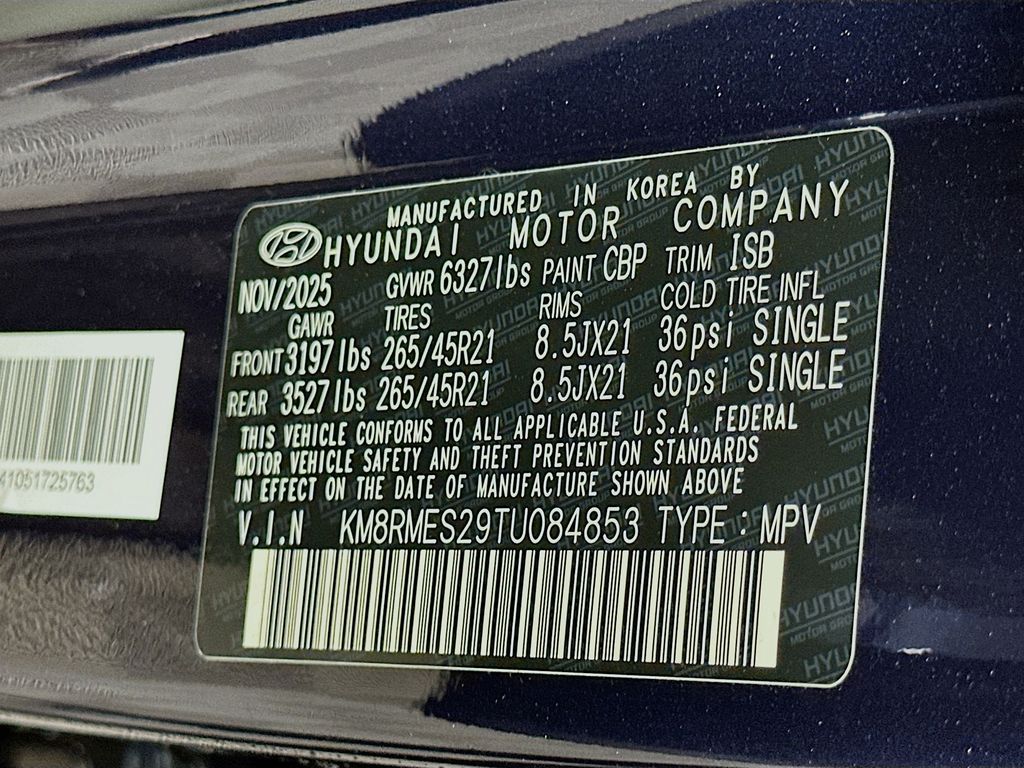 MANUFACTURED IN KOREA BY
HYUNDAI MOTOR COMPANY
NOV/2025 GVWR 6327lbs PAINT CBP TRIM ISB
GAWR TIRES RIMS COLD TIRE INFL
FRONT 3197lbs 265/45R21 8.5JX21 36psi SINGLE
REAR 3527lbs 265/45R21 8.5JX21 36psi SINGLE
THIS VEHICLE CONFORMS TO ALL APPLICABLE U.S.A. FEDERAL
MOTOR VEHICLE SAFETY AND THEFT PREVENTION STANDARDS
IN EFFECT ON THE DATE OF MANUFACTURE SHOWN ABOVE
V.I.N KM8RMES29TU084853 TYPE : MPV
41051725763
HYUNDAI
MOTOR GROUP